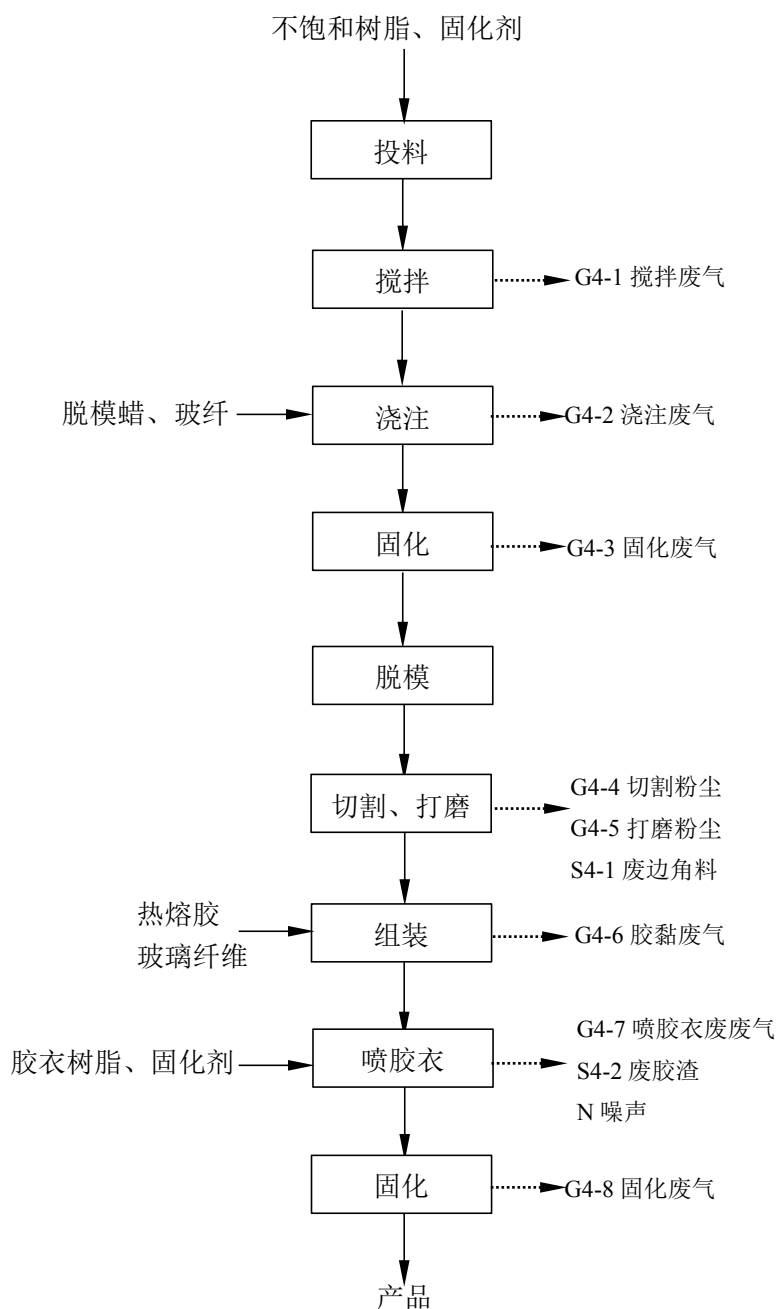 不饱和树脂、固化剂
投料
搅拌
G4-1 搅拌废气
脱模蜡、玻纤
浇注
G4-2 浇注废气
固化
G4-3 固化废气
脱模
切割、打磨
G4-4 切割粉尘
G4-5 打磨粉尘
S4-1 废边角料
热熔胶
玻璃纤维
组装
G4-6 胶黏废气
胶衣树脂、固化剂
喷胶衣
G4-7 喷胶衣废废气
S4-2 废胶渣
N 噪声
固化
G4-8 固化废气
产品